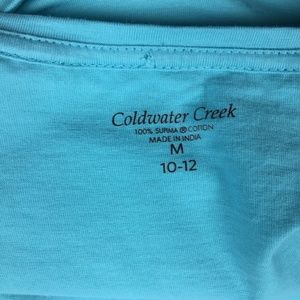 Coldwater Creek
100% SUPIMA ® COTTON
MADE IN INDIA
M
10-12